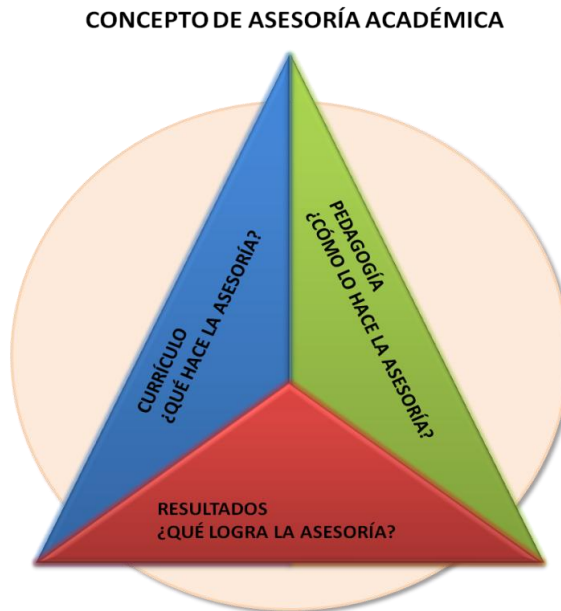 CONCEPTO DE ASESORÍA ACADÉMICA
CURRÍCULO
¿QUÉ HACE LA ASESORÍA?
PEDAGOGÍA
¿CÓMO LO HACE LA ASESORÍA?
RESULTADOS
¿QUÉ LOGRA LA ASESORÍA?